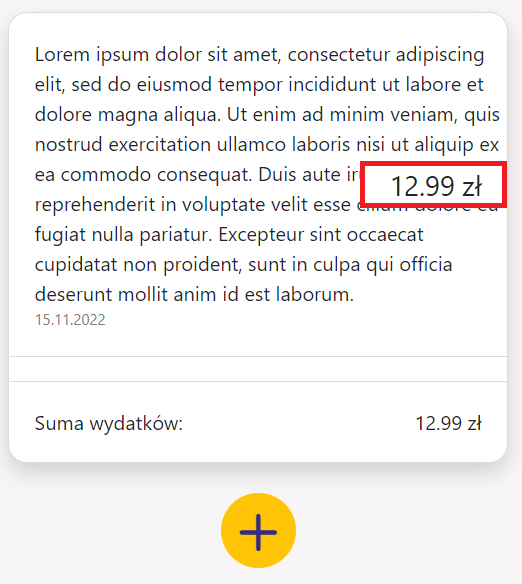 Lorem ipsum dolor sit amet, consectetur adipiscing
elit, sed do eiusmod tempor incididunt ut labore et
dolore magna aliqua. Ut enim ad minim veniam, quis
nostrud exercitation ullamco laboris nisi ut aliquip ex
ea commodo consequat. Duis aute
12.99 zł
reprehenderit in voluptate velit esse cillum dolore eu
fugiat nulla pariatur. Excepteur sint occaecat
cupidatat non proident, sunt in culpa qui officia
deserunt mollit anim id est laborum.
15.11.2022
Suma wydatków: 12.99 zł